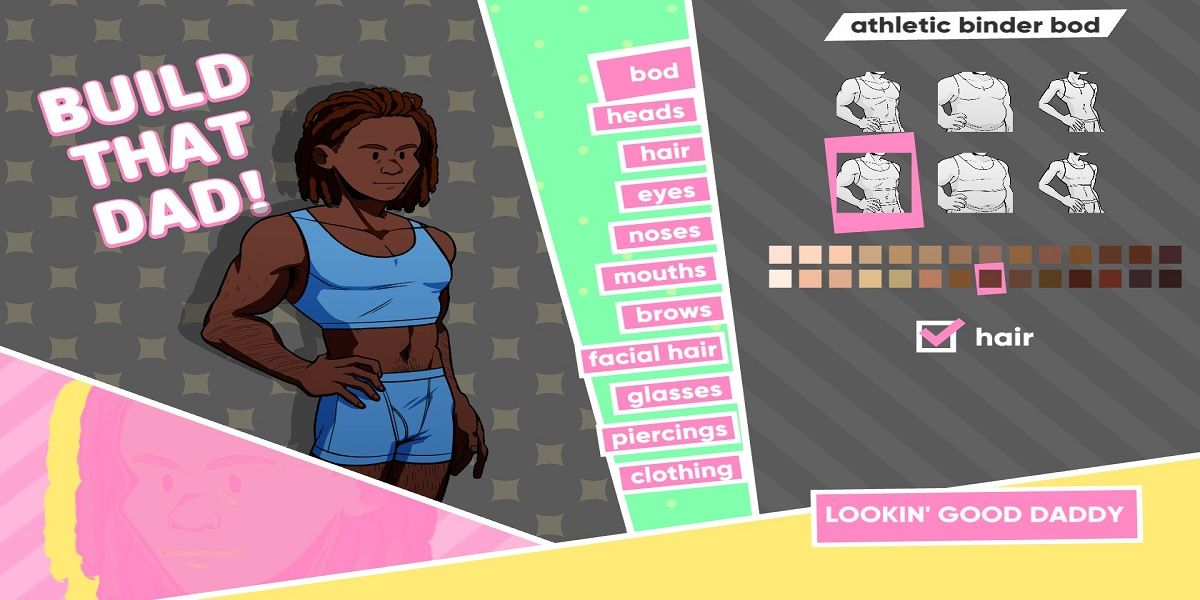 BUILD
THAT
DAD!
bod
heads
hair
eyes
noses
mouths
brows
facial hair
glasses
piercings
clothing
athletic binder bod
hair
LOOKIN' GOOD DADDY